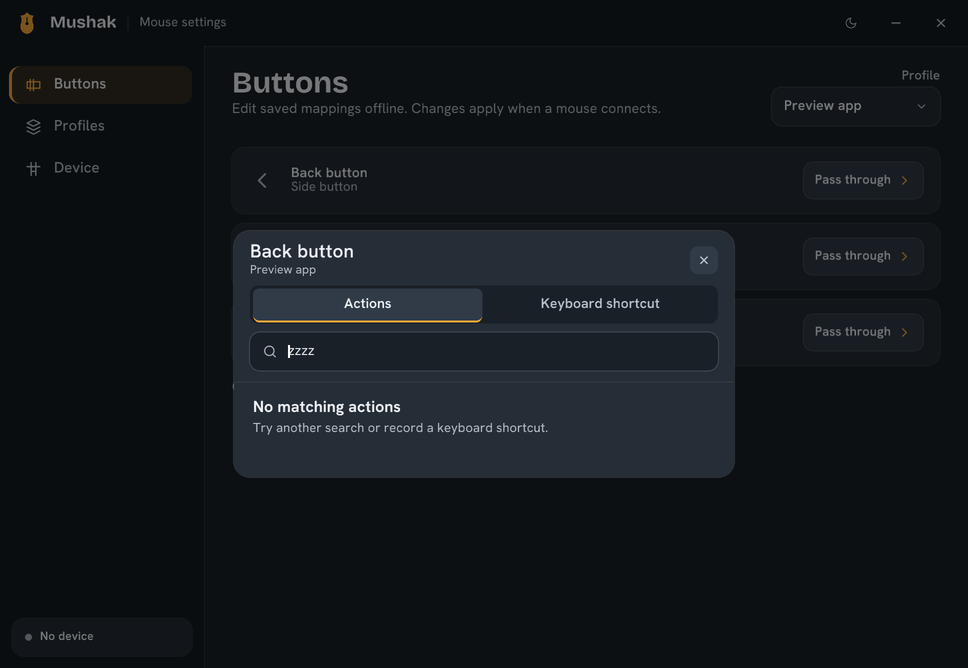 Mushak
Mouse settings
Buttons
Profiles
Device
No device
Buttons
Edit saved mappings offline. Changes apply when a mouse connects.
Profile
Preview app
Back button
Side button
Pass through
Pass through
Pass through
Back button
Preview app
Actions
Keyboard shortcut
zzzz
No matching actions
Try another search or record a keyboard shortcut.